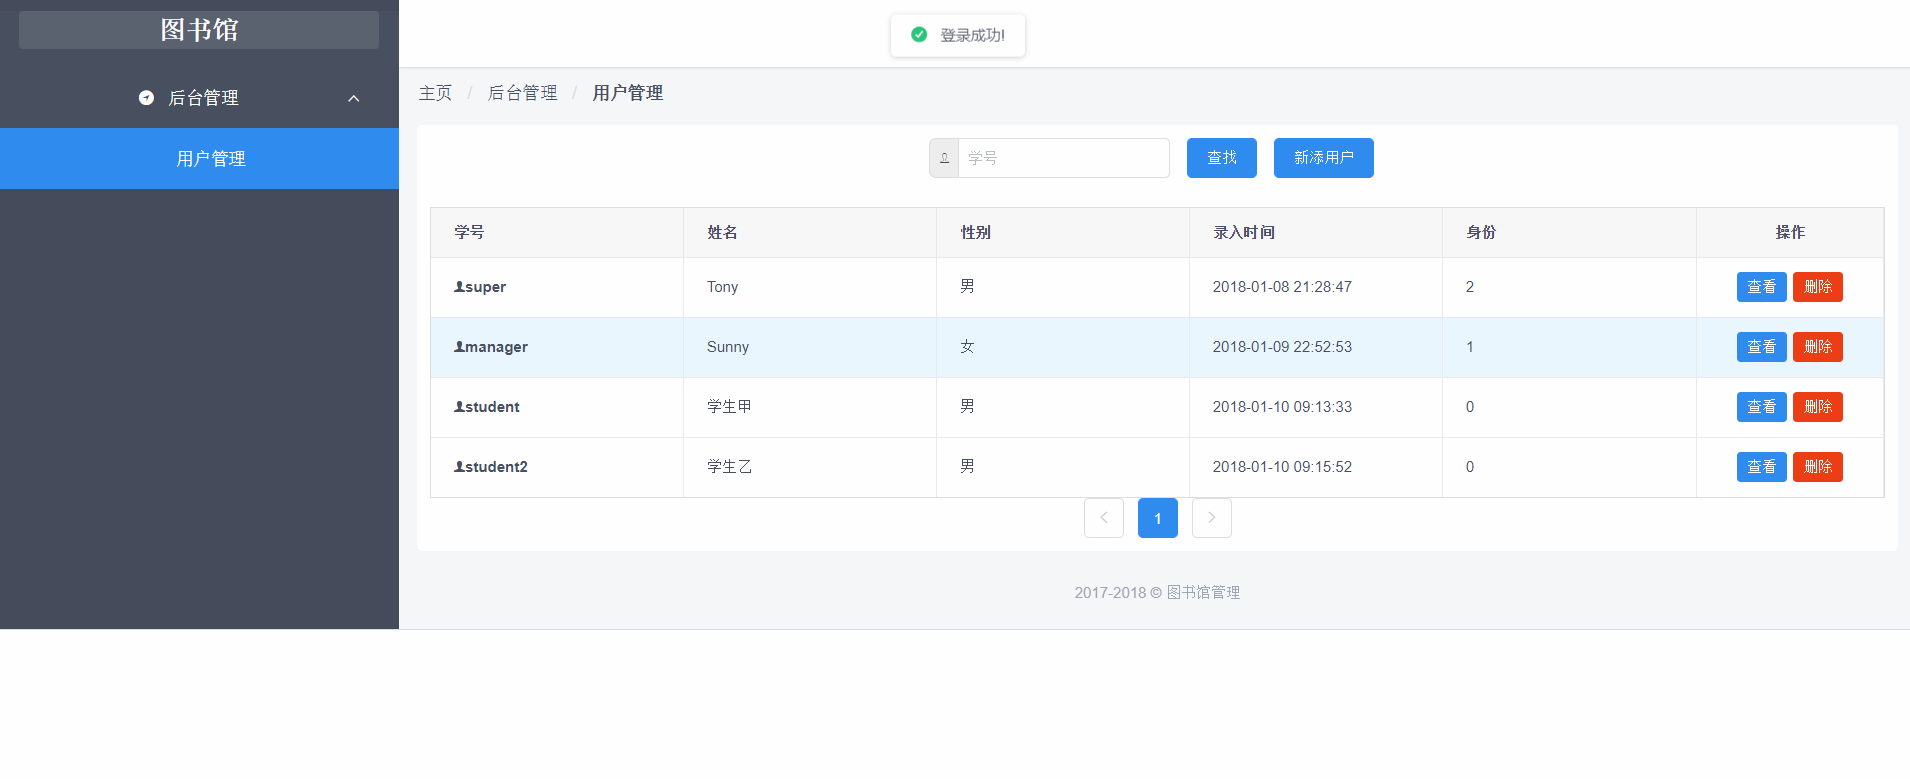 图书馆
登录成功!
后台管理
用户管理
主页 / 后台管理 / 用户管理
学号 查找 新添用户
学号 姓名 性别 录入时间 身份 操作
super Tony 男 2018-01-08 21:28:47 2 查看 删除
manager Sunny 女 2018-01-09 22:52:53 1 查看 删除
student 学生甲 男 2018-01-10 09:13:33 0 查看 删除
student2 学生乙 男 2018-01-10 09:15:52 0 查看 删除
1
2017-2018 © 图书馆管理